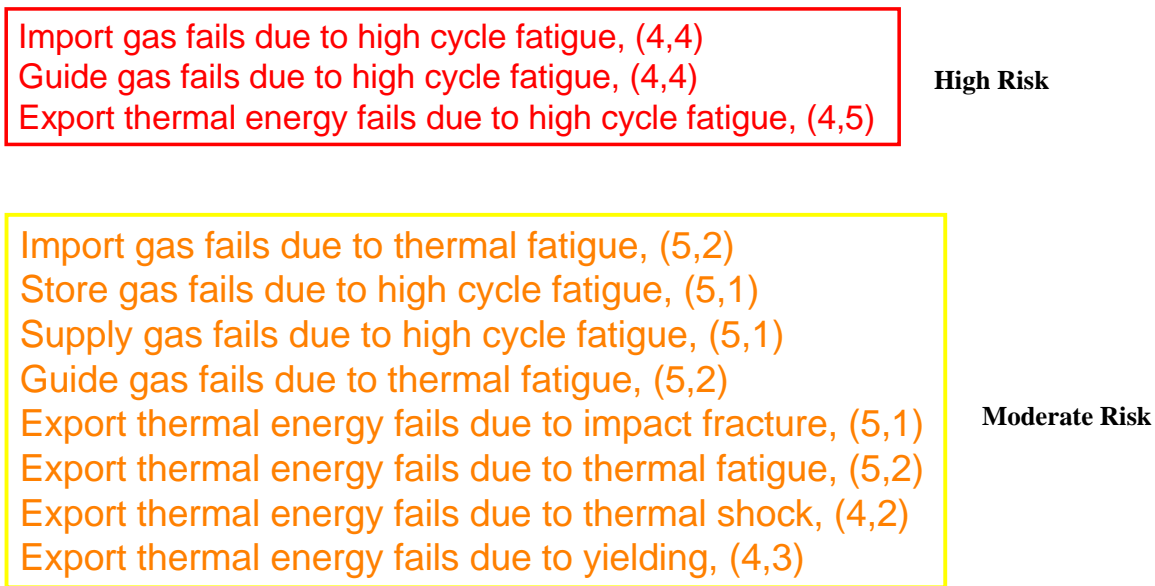 Import gas fails due to high cycle fatigue, (4,4)
Guide gas fails due to high cycle fatigue, (4,4)
Export thermal energy fails due to high cycle fatigue, (4,5)
High Risk
Import gas fails due to thermal fatigue, (5,2)
Store gas fails due to high cycle fatigue, (5,1)
Supply gas fails due to high cycle fatigue, (5,1)
Guide gas fails due to thermal fatigue, (5,2)
Export thermal energy fails due to impact fracture, (5,1)
Export thermal energy fails due to thermal fatigue, (5,2)
Export thermal energy fails due to thermal shock, (4,2)
Export thermal energy fails due to yielding, (4,3)
Moderate Risk